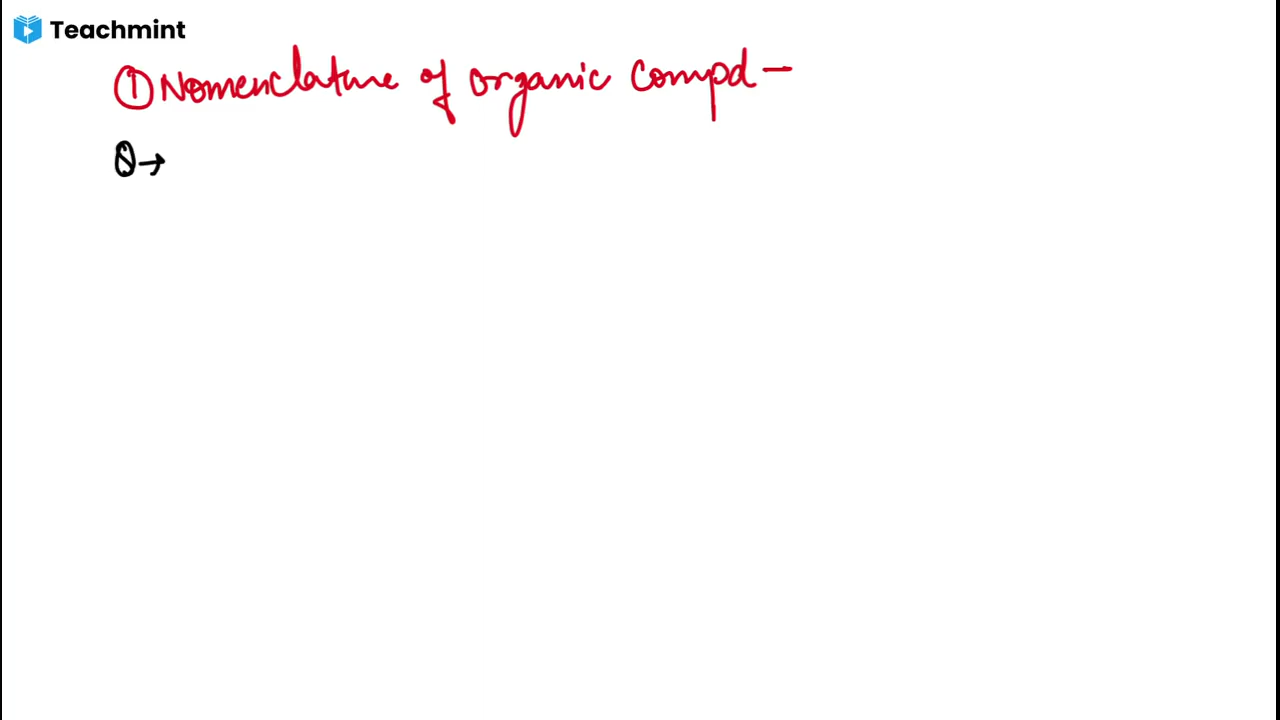 Teachmint
① Nomenclature of organic compd –
Q→